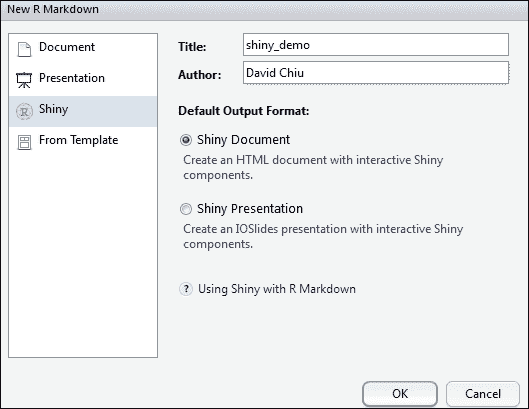 New R Markdown
Document
Presentation
Shiny
From Template
Title: shiny_demo
Author: David Chiu
Default Output Format:
Shiny Document
Create an HTML document with interactive Shiny
components.
Shiny Presentation
Create an IOSlides presentation with interactive Shiny
components.
? Using Shiny with R Markdown
OK Cancel